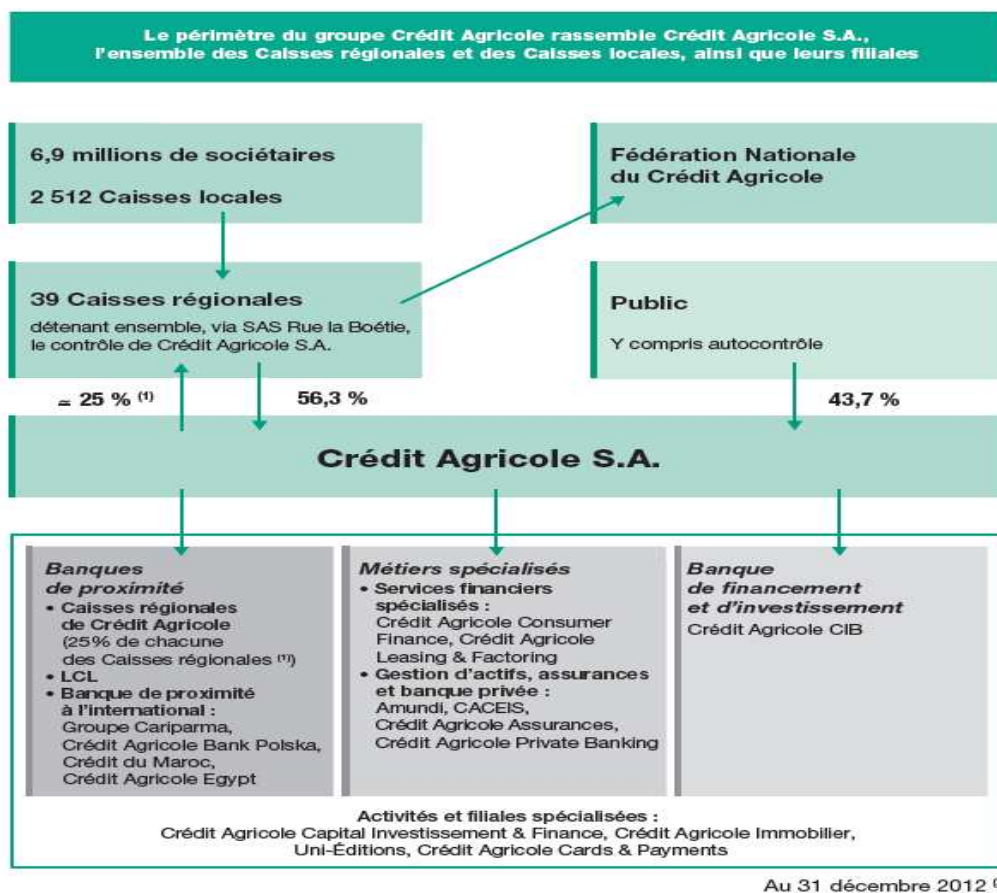 Le périmètre du groupe Crédit Agricole rassemble Crédit Agricole S.A.,
l'ensemble des Caisses régionales et des Caisses locales, ainsi que leurs filiales
6,9 millions de sociétaires
2 512 Caisses locales
Fédération Nationale
du Crédit Agricole
39 Caisses régionales
détenant ensemble, via SAS Rue la Boétie,
le contrôle de Crédit Agricole S.A.
Public
Y compris autocontrôle
≃ 25 % (1)
56,3 %
43,7 %
Crédit Agricole S.A.
Banques
de proximité
• Caisses régionales
de Crédit Agricole
(25% de chacune
des Caisses régionales (1))
• LCL
• Banque de proximité
à l'international :
Groupe Cariparma,
Crédit Agricole Bank Polska,
Crédit du Maroc,
Crédit Agricole Egypt
Métiers spécialisés
• Services financiers
spécialisés :
Crédit Agricole Consumer
Finance, Crédit Agricole
Leasing & Factoring
• Gestion d'actifs, assurances
et banque privée :
Amundi, CACEIS,
Crédit Agricole Assurances,
Crédit Agricole Private Banking
Banque
de financement
et d'investissement
Crédit Agricole CIB
Activités et filiales spécialisées :
Crédit Agricole Capital Investissement & Finance, Crédit Agricole Immobilier,
Uni-Éditions, Crédit Agricole Cards & Payments
Au 31 décembre 2012